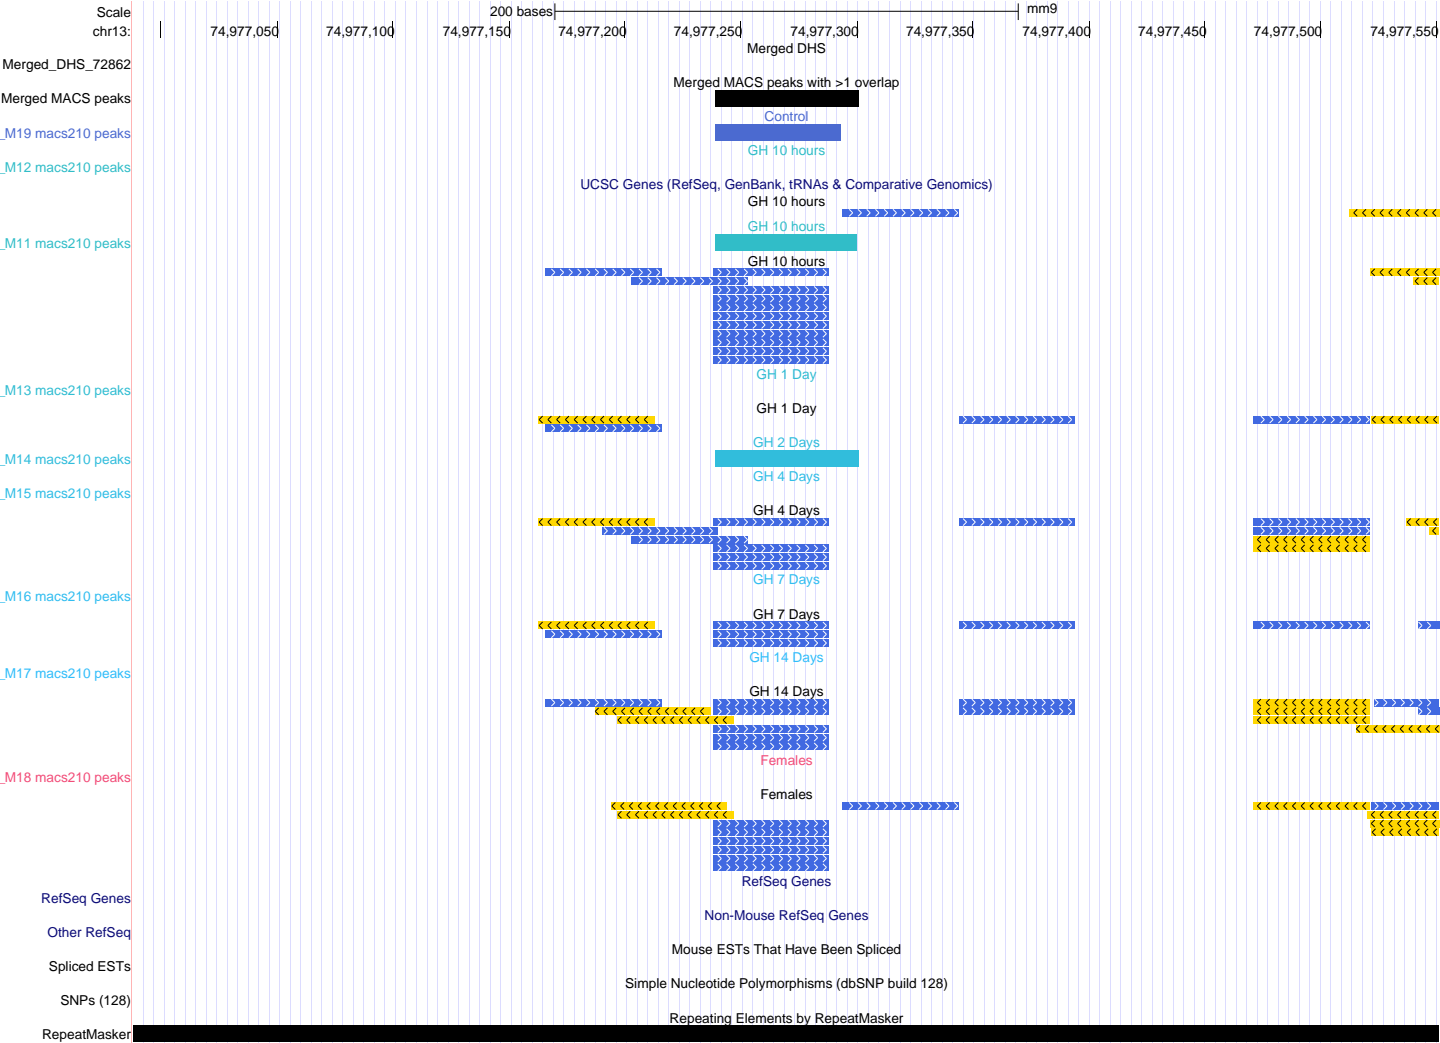 Scale 200 bases mm9
chr13: 74,977,050 74,977,100 74,977,150 74,977,200 74,977,250 74,977,300 74,977,350 74,977,400 74,977,450 74,977,500 74,977,550
Merged DHS
Merged_DHS_72862
Merged MACS peaks with >1 overlap
Merged MACS peaks
Control
_M19 macs210 peaks
GH 10 hours
_M12 macs210 peaks
UCSC Genes (RefSeq, GenBank, tRNAs & Comparative Genomics)
GH 10 hours
GH 10 hours
_M11 macs210 peaks
GH 10 hours
GH 1 Day
_M13 macs210 peaks
GH 1 Day
GH 2 Days
_M14 macs210 peaks
GH 4 Days
_M15 macs210 peaks
GH 4 Days
GH 7 Days
_M16 macs210 peaks
GH 7 Days
GH 14 Days
_M17 macs210 peaks
GH 14 Days
Females
_M18 macs210 peaks
Females
RefSeq Genes
RefSeq Genes
Non-Mouse RefSeq Genes
Other RefSeq
Mouse ESTs That Have Been Spliced
Spliced ESTs
Simple Nucleotide Polymorphisms (dbSNP build 128)
SNPs (128)
Repeating Elements by RepeatMasker
RepeatMasker